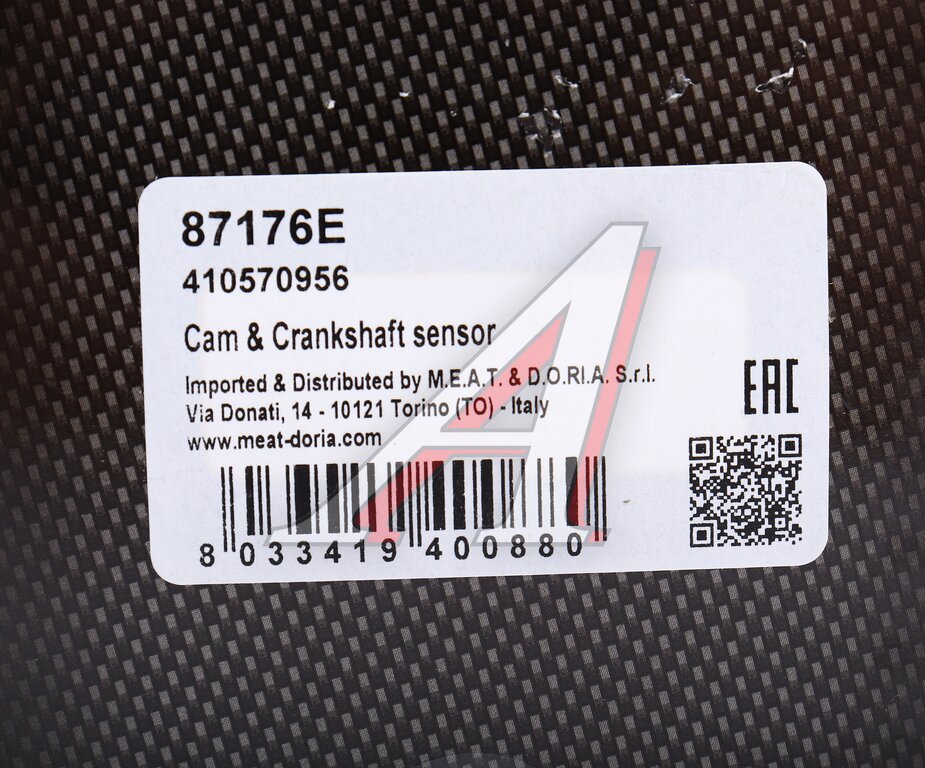 87176E
410570956
Cam & Crankshaft sensor
Imported & Distributed by M.E.A.T. & D.O.RI.A. S.r.l.
Via Donati, 14 - 10121 Torino (TO) - Italy
www.meat-doria.com
EAC
8 033419 400880